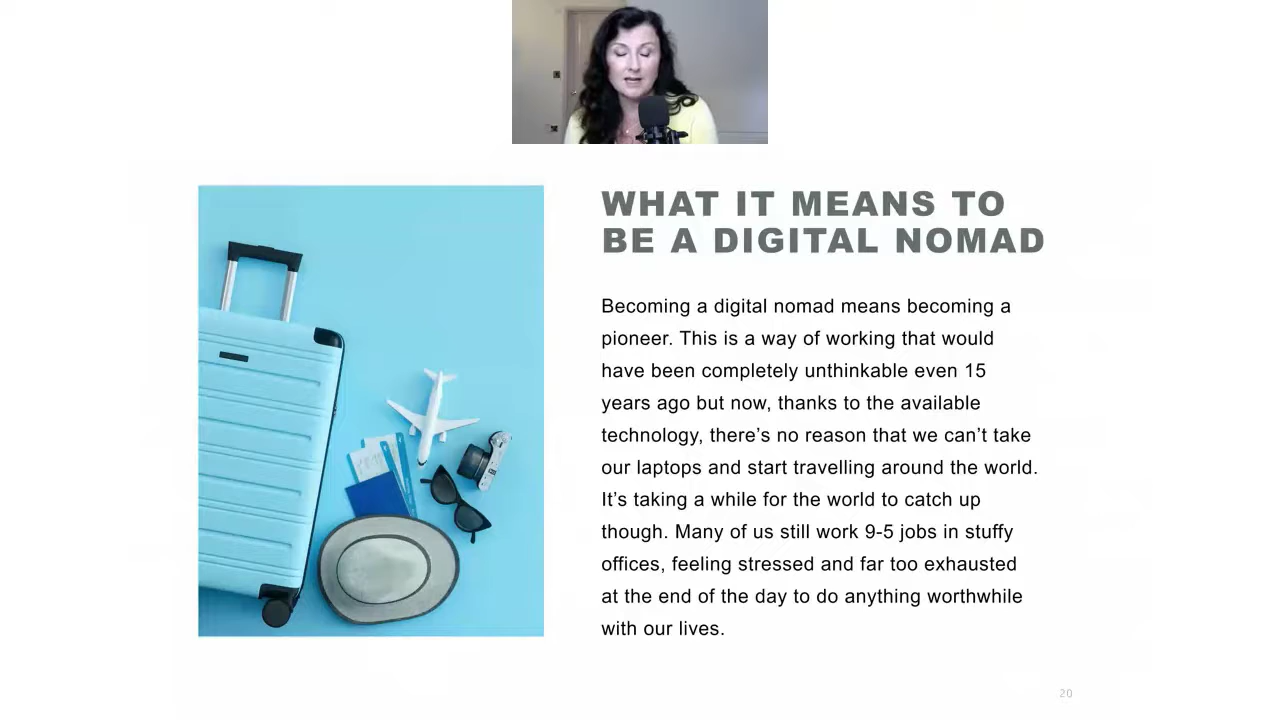 WHAT IT MEANS TO
BE A DIGITAL NOMAD
Becoming a digital nomad means becoming a
pioneer. This is a way of working that would
have been completely unthinkable even 15
years ago but now, thanks to the available
technology, there’s no reason that we can’t take
our laptops and start travelling around the world.
It’s taking a while for the world to catch up
though. Many of us still work 9-5 jobs in stuffy
offices, feeling stressed and far too exhausted
at the end of the day to do anything worthwhile
with our lives.
20